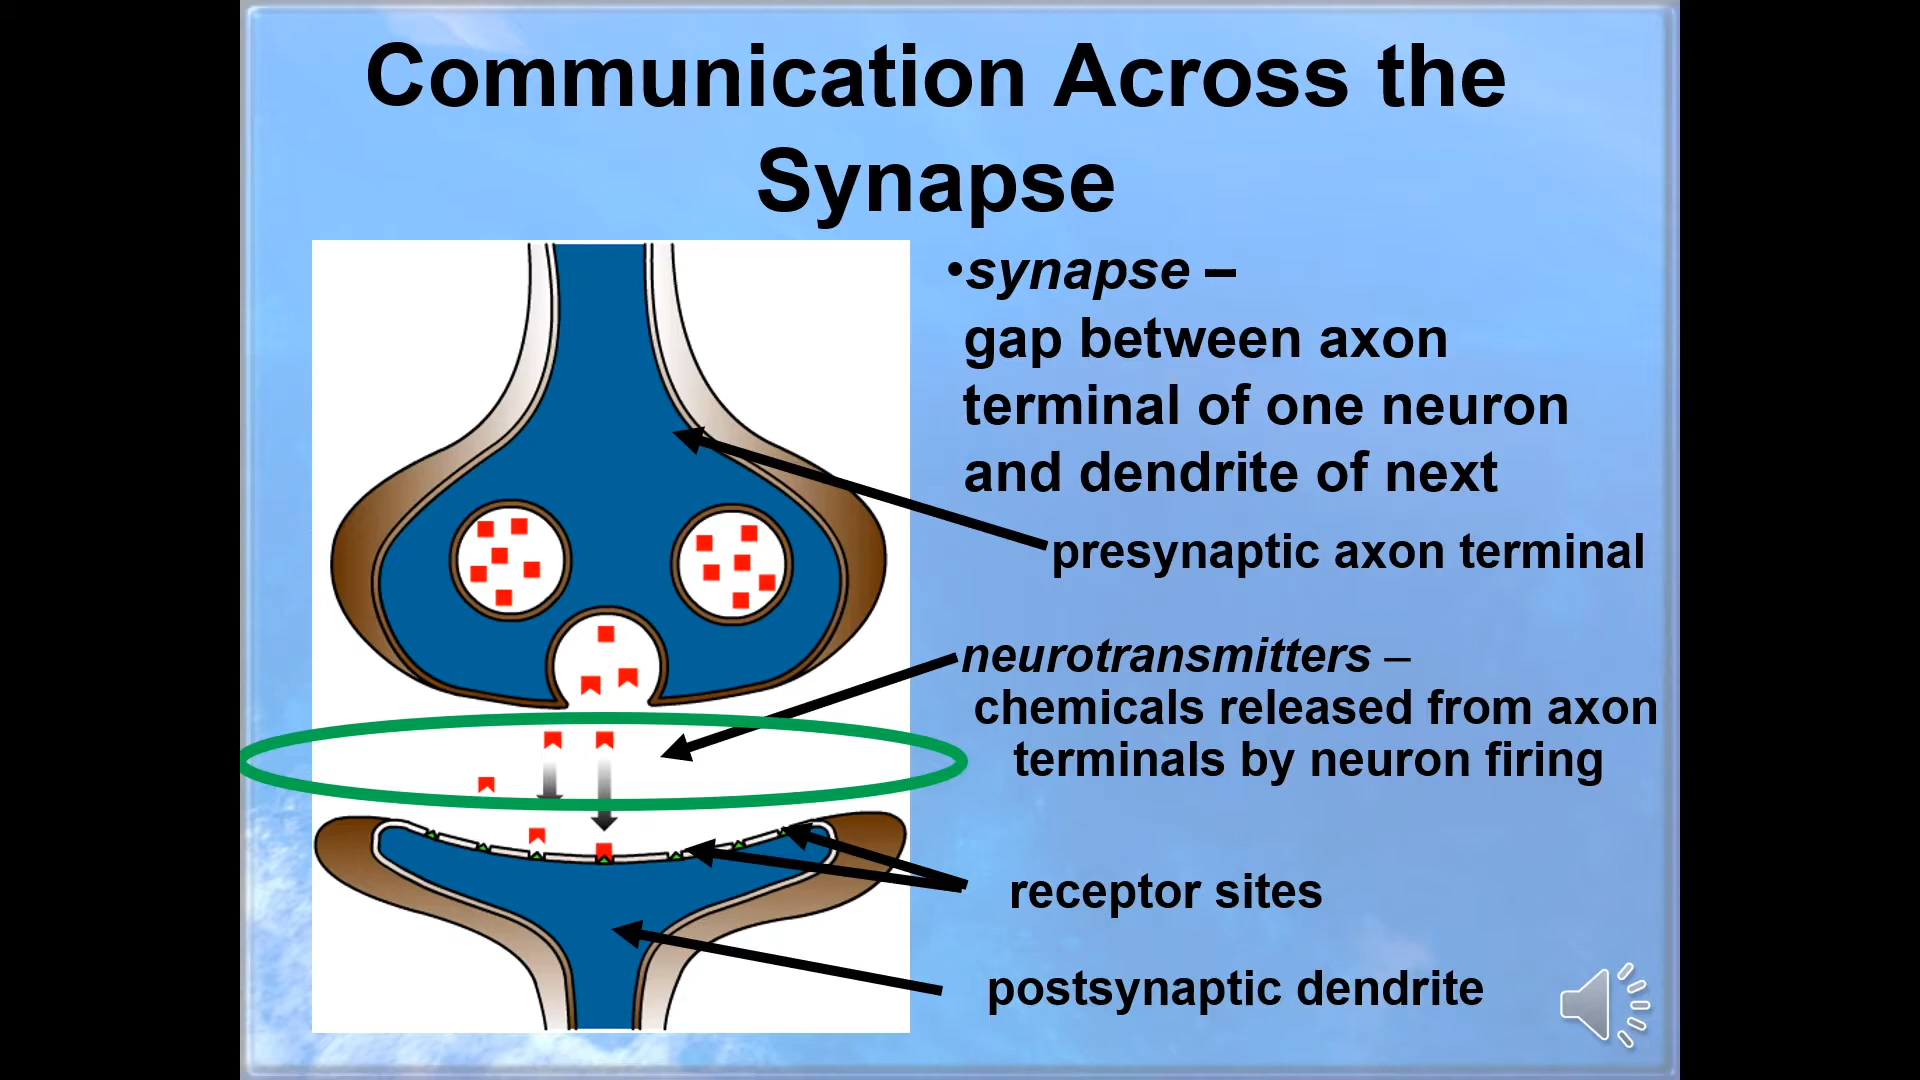 Communication Across the
Synapse
•synapse –
gap between axon
terminal of one neuron
and dendrite of next
presynaptic axon terminal
neurotransmitters –
chemicals released from axon
terminals by neuron firing
receptor sites
postsynaptic dendrite